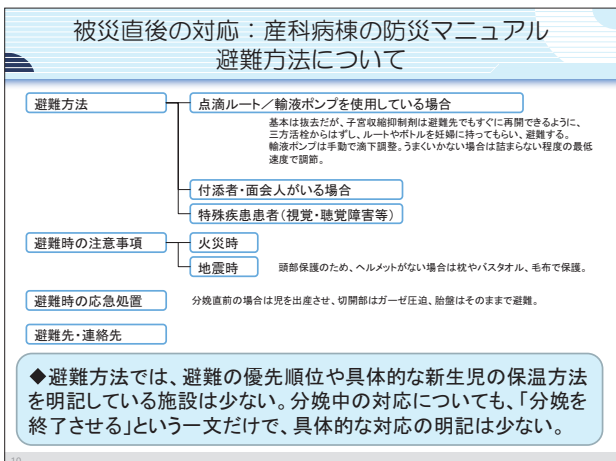 被災直後の対応：産科病棟の防災マニュアル
避難方法について
避難方法
点滴ルート／輸液ポンプを使用している場合
基本は抜去だが、子宮収縮抑制剤は避難先でもすぐに再開できるように、
三方活栓からはずし、ルートやボトルを妊婦に持ってもらい、避難する。
輸液ポンプは手動で滴下調整。うまくいかない場合は詰まらない程度の最低
速度で調節。
付添者・面会人がいる場合
特殊疾患患者（視覚・聴覚障害等）
避難時の注意事項
火災時
地震時
頭部保護のため、ヘルメットがない場合は枕やバスタオル、毛布で保護。
避難時の応急処置
分娩直前の場合は児を出産させ、切開部はガーゼ圧迫、胎盤はそのままで避難。
避難先・連絡先
◆避難方法では、避難の優先順位や具体的な新生児の保温方法
を明記している施設は少ない。分娩中の対応についても、「分娩を
終了させる」という一文だけで、具体的な対応の明記は少ない。
19